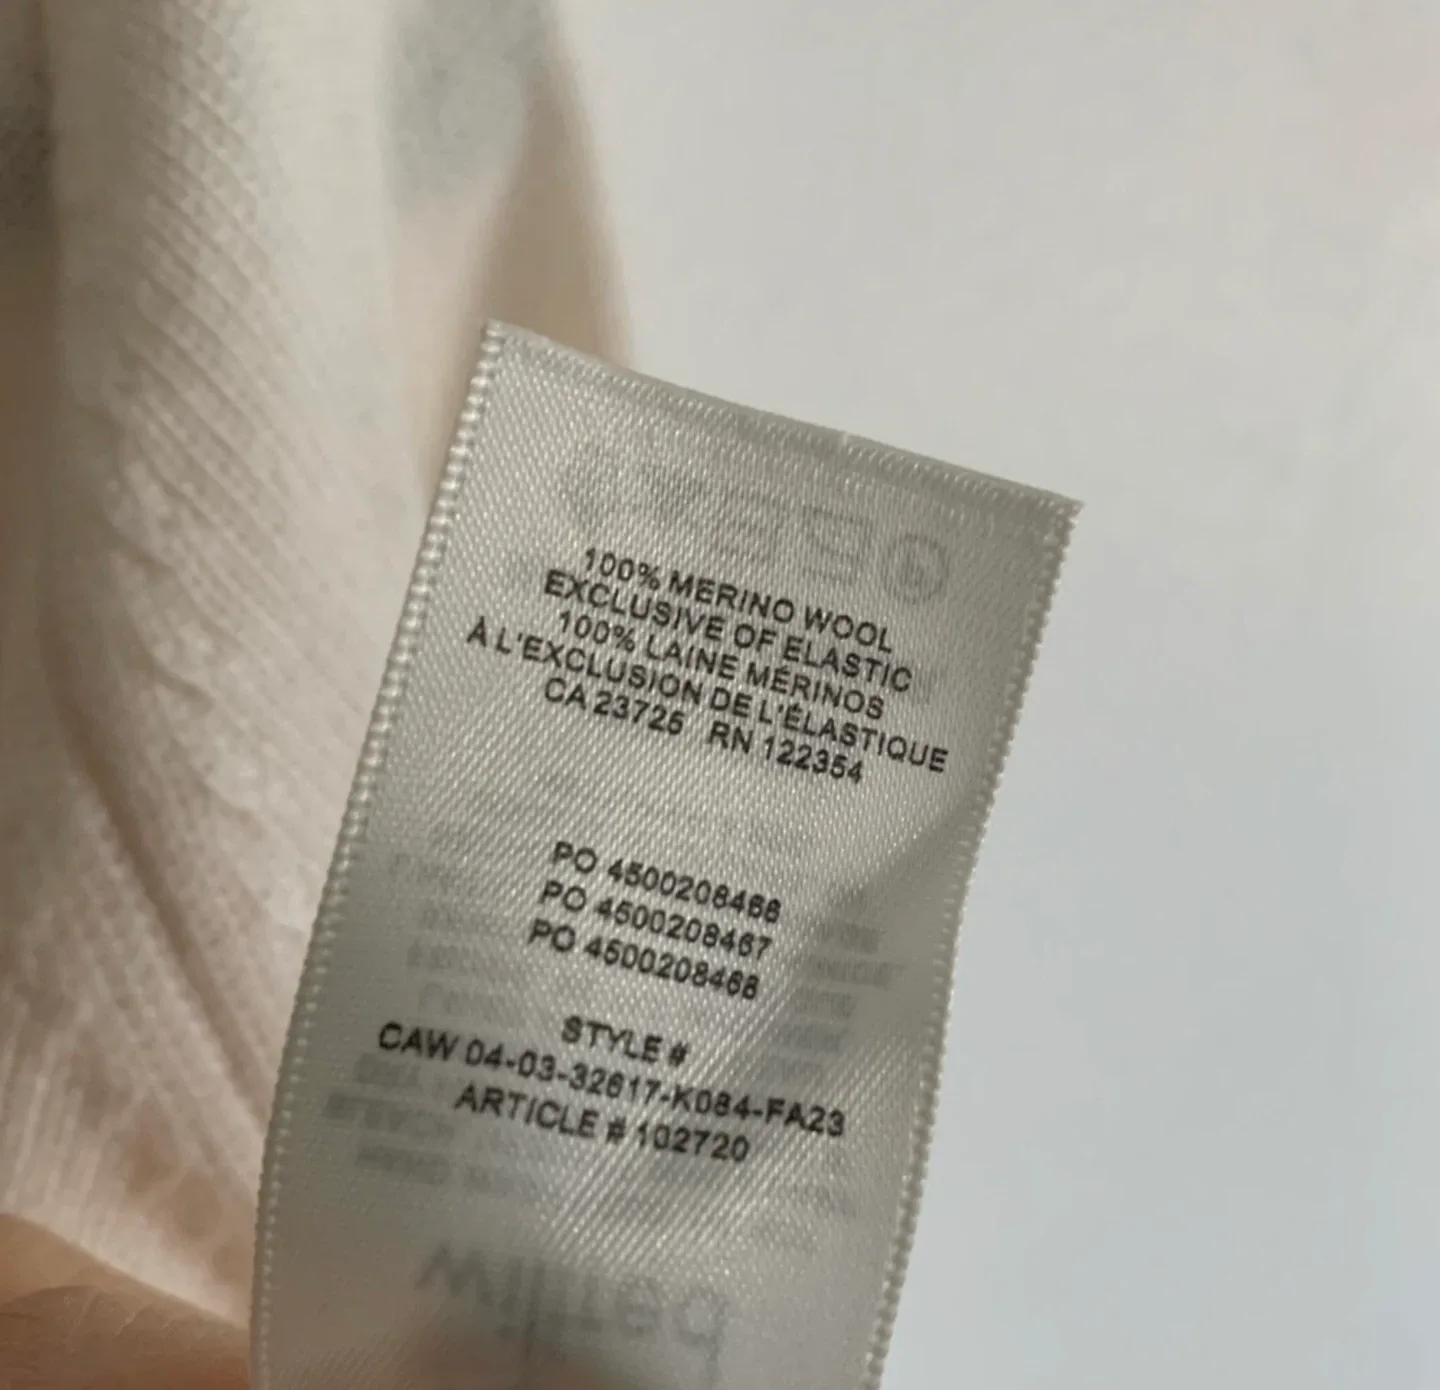 100% MERINO WOOL
EXCLUSIVE OF ELASTIC
100% LAINE MÉRINOS
À L'EXCLUSION DE L'ÉLASTIQUE
CA 23725 RN 122354
PO 4500208466
PO 4500208467
PO 4500208468
STYLE #
CAW 04-03-32617-K084-FA23
ARTICLE # 102720